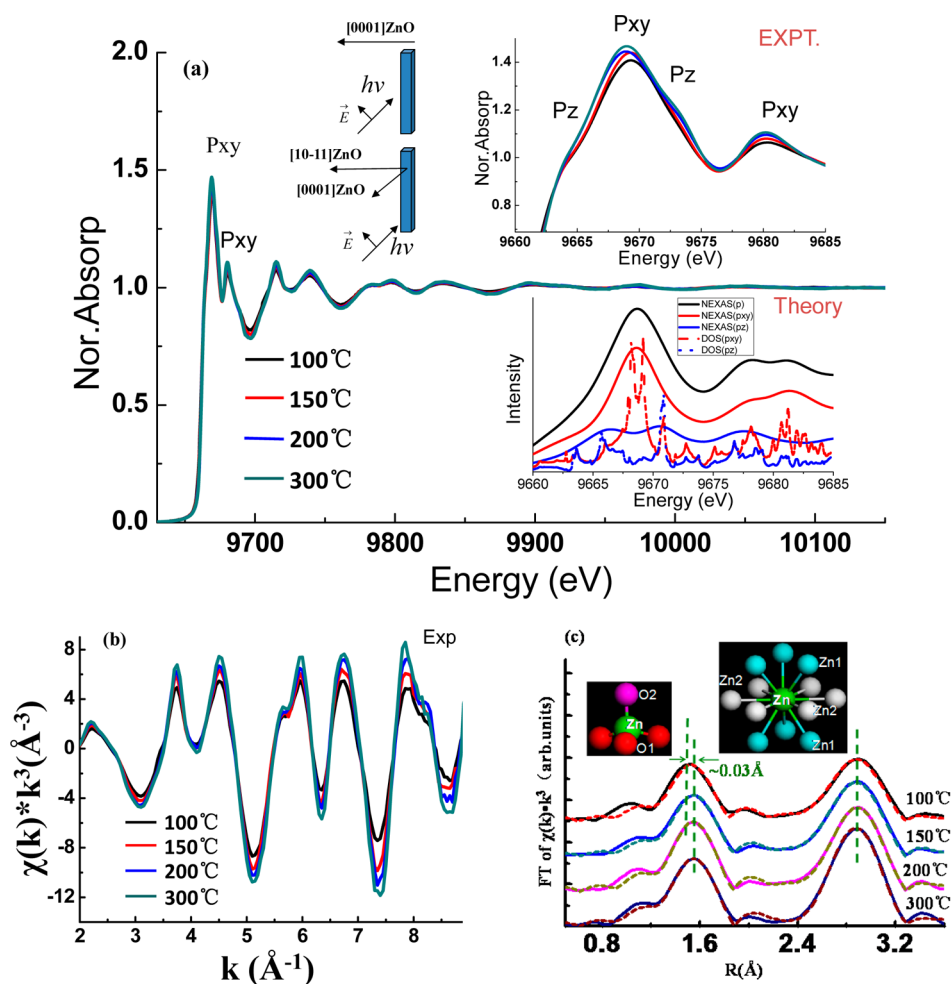 (a)
[0001]ZnO
hν
E
[10-11]ZnO
[0001]ZnO
E
hν
Pxy
Pxy
Nor.Absorp
2.0
1.5
1.0
0.5
0.0
9700
9800
9900
10000
10100
Energy (eV)
100℃
150℃
200℃
300℃
EXPT.
Pxy
Pz
Pz
Pxy
Nor.Absorp
1.4
1.2
1.0
0.8
9660
9665
9670
9675
9680
9685
Energy (eV)
Theory
NEXAS(p)
NEXAS(pxy)
NEXAS(pz)
DOS(pxy)
DOS(pz)
Intensity
9660
9665
9670
9675
9680
9685
Energy (eV)
(b)
Exp
χ(k)*k³(Å⁻³)
8
4
0
-4
-8
-12
100℃
150℃
200℃
300℃
2
3
4
5
6
7
8
k (Å⁻¹)
(c)
O2
Zn
O1
Zn1
Zn2
Zn
Zn2
Zn1
~0.03Å
FT of χ(k)•k³ (arb.units)
100℃
150℃
200℃
300℃
0.8
1.6
2.4
3.2
R(Å)